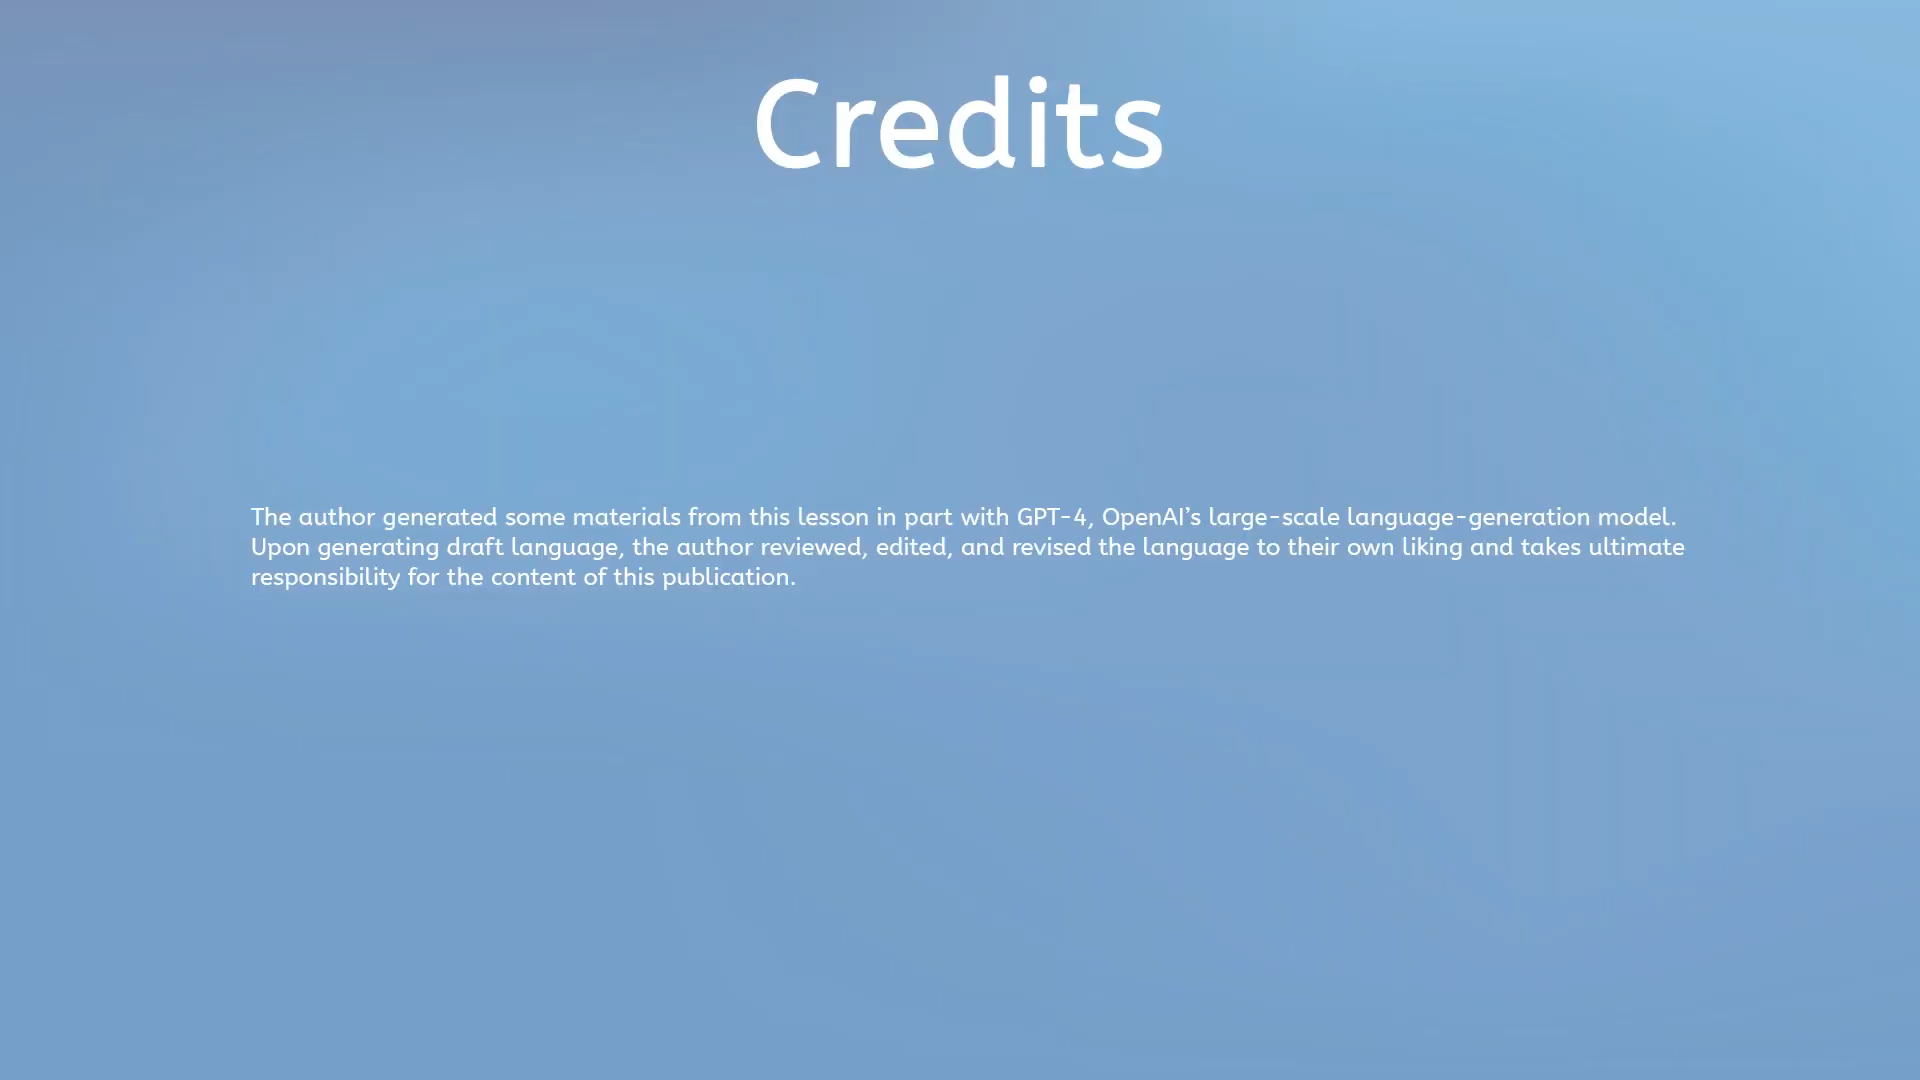 Credits
The author generated some materials from this lesson in part with GPT-4, OpenAI’s large-scale language-generation model.
Upon generating draft language, the author reviewed, edited, and revised the language to their own liking and takes ultimate
responsibility for the content of this publication.